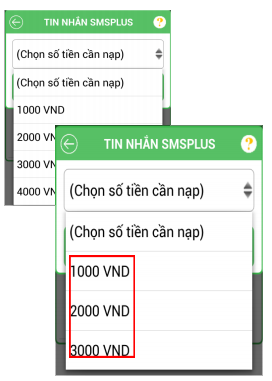 TIN NHẮN SMSPLUS ?
(Chọn số tiền cần nạp)
(Chọn số tiền cần nạp)
1000 VND
2000 VN
3000 VN
4000 VN
TIN NHẮN SMSPLUS ?
(Chọn số tiền cần nạp)
(Chọn số tiền cần nạp)
1000 VND
2000 VND
3000 VND